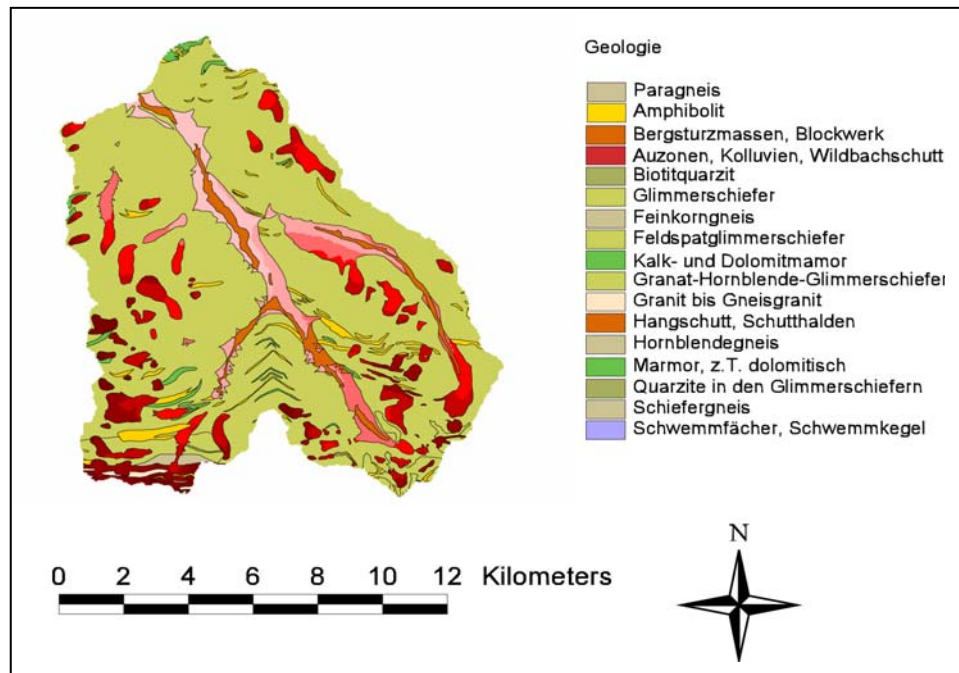 Geologie
Paragneis
Amphibolit
Bergsturzmassen, Blockwerk
Auzonen, Kolluvien, Wildbachschutt
Biotitquarzit
Glimmerschiefer
Feinkorngneis
Feldspatglimmerschiefer
Kalk- und Dolomitmamor
Granat-Hornblende-Glimmerschiefer
Granit bis Gneisgranit
Hangschutt, Schutthalden
Hornblendegneis
Marmor, z.T. dolomitisch
Quarzite in den Glimmerschiefern
Schiefergneis
Schwemmfächer, Schwemmkegel
N
0 2 4 6 8 10 12 Kilometers